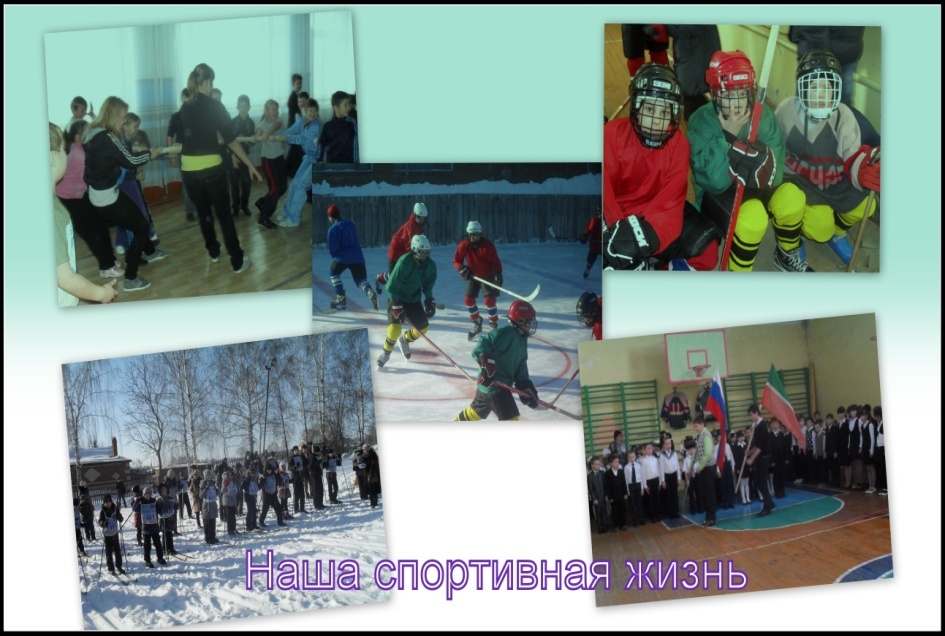 Наша спортивная жизнь